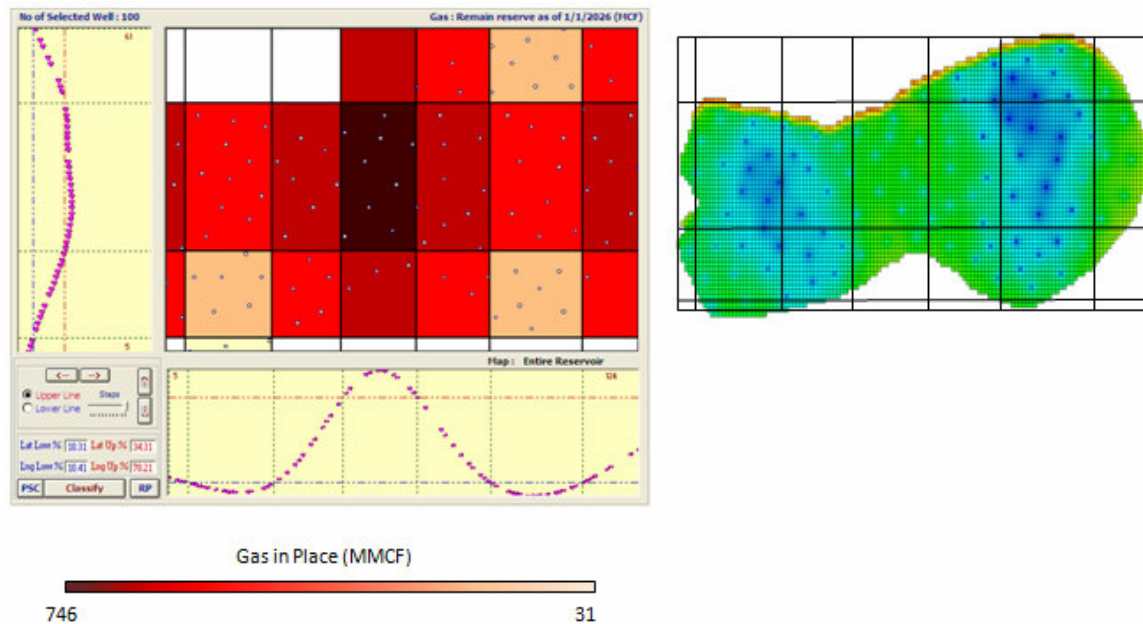 No of Selected Well : 100
Gas : Remain reserve as of 1/1/2026 (MCF)
61
5
Map : Entire Reservoir
<-- -->
Upper Line Steps
Lower Line
Lat Low % 10.31 Lat Up % 34.31
Lng Low % 10.41 Lng Up % 78.21
PSC Classify RP
5 126
Gas in Place (MMCF)
746 31